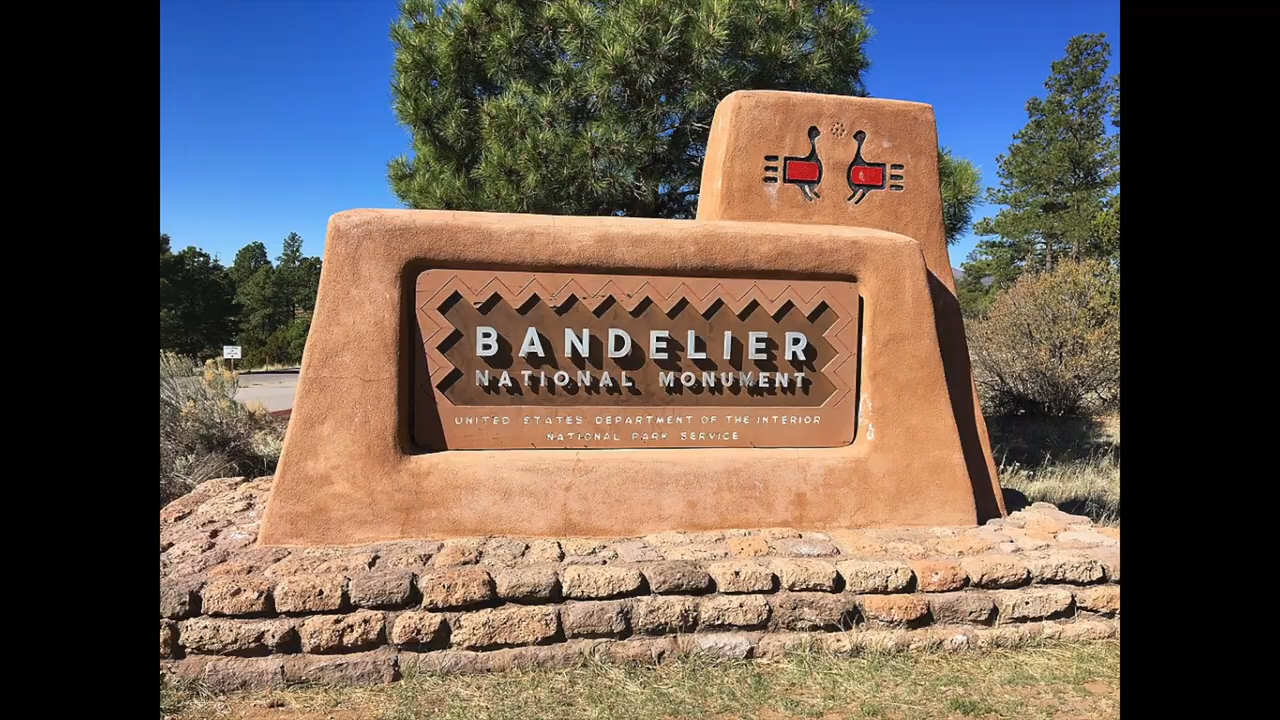 BANDELIER
NATIONAL MONUMENT
UNITED STATES DEPARTMENT OF THE INTERIOR
NATIONAL PARK SERVICE